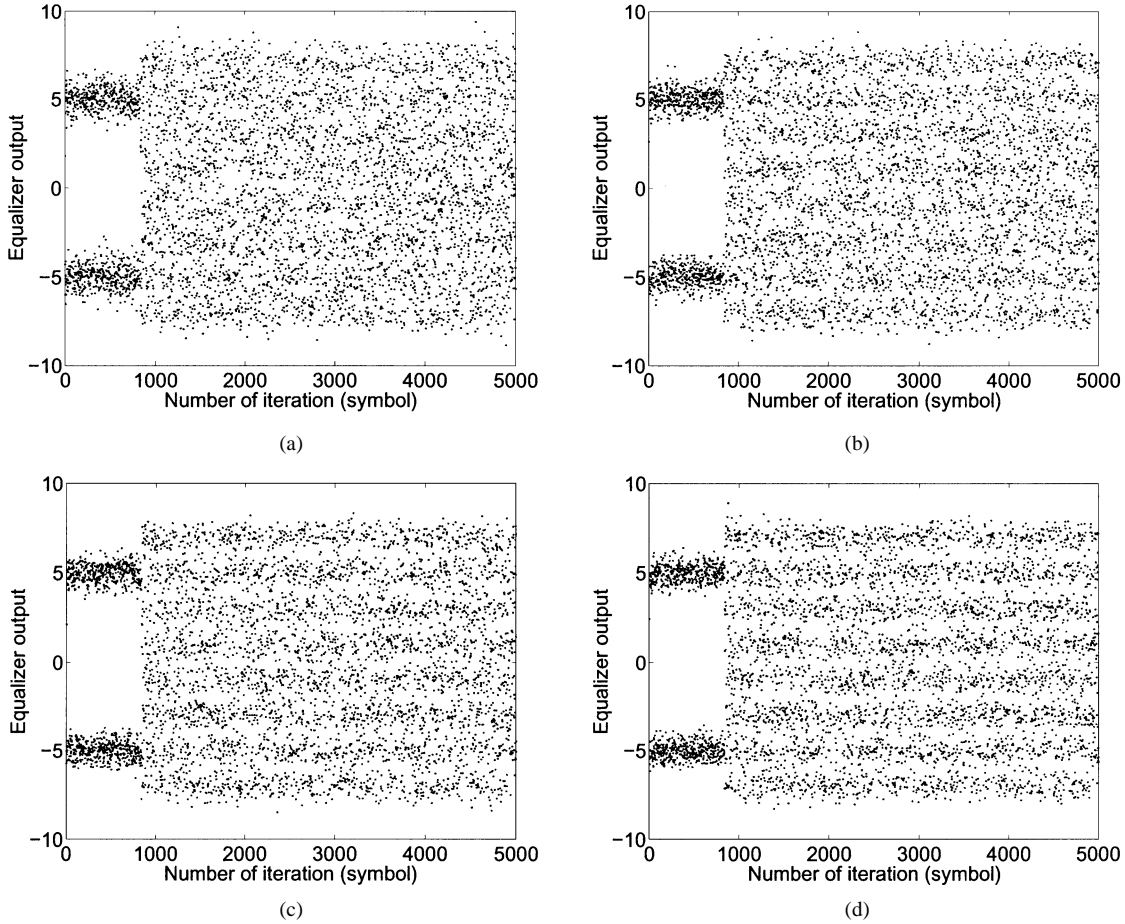 10
5
0
−5
−10
Equalizer output
0 1000 2000 3000 4000 5000
Number of iteration (symbol)
(a)
10
5
0
−5
−10
Equalizer output
0 1000 2000 3000 4000 5000
Number of iteration (symbol)
(b)
10
5
0
−5
−10
Equalizer output
0 1000 2000 3000 4000 5000
Number of iteration (symbol)
(c)
10
5
0
−5
−10
Equalizer output
0 1000 2000 3000 4000 5000
Number of iteration (symbol)
(d)